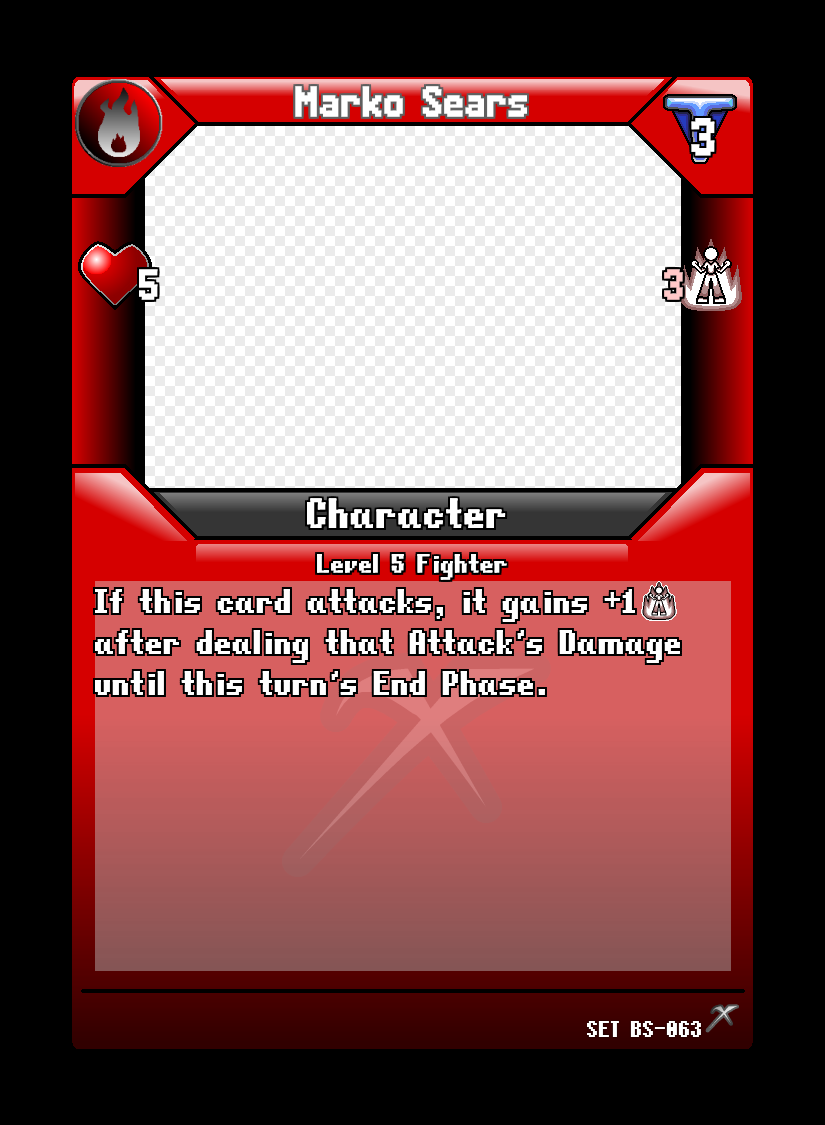 Marko Sears
3
5
3
Character
Level 5 Fighter
If this card attacks, it gains +1
after dealing that Attack's Damage
until this turn's End Phase.
SET BS-063